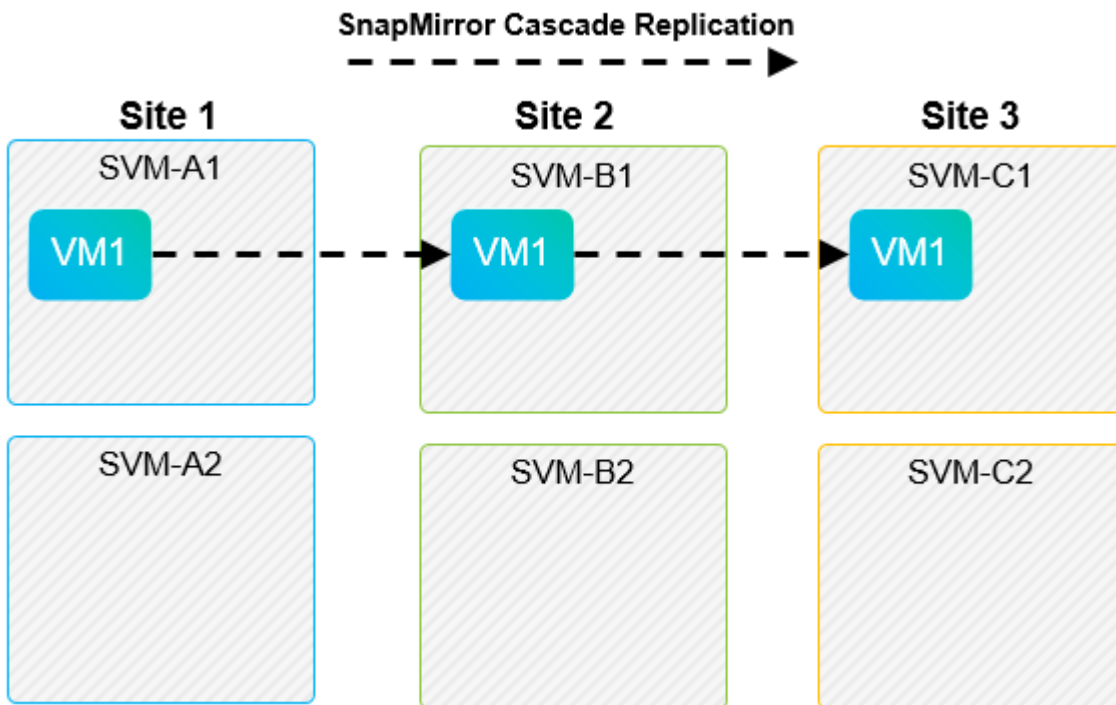 SnapMirror Cascade Replication
Site 1
Site 2
Site 3
SVM-A1
SVM-B1
SVM-C1
VM1
VM1
VM1
SVM-A2
SVM-B2
SVM-C2